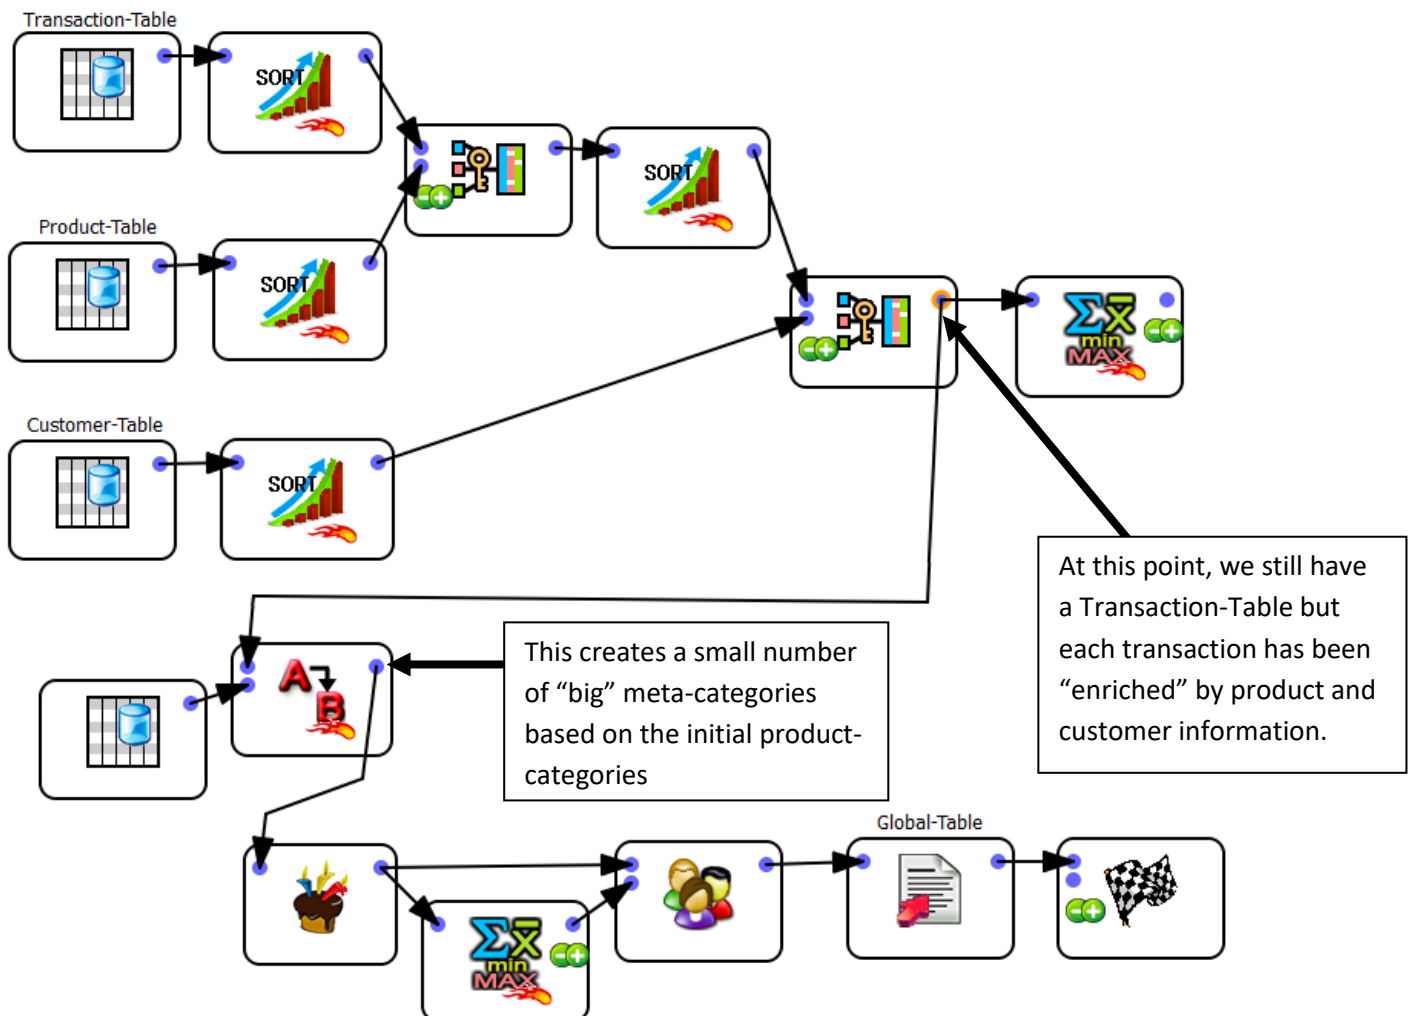 Transaction-Table
SORT
Product-Table
SORT
SORT
Σx̄
min
MAX
Customer-Table
SORT
At this point, we still have
a Transaction-Table but
each transaction has been
“enriched” by product and
customer information.
A
B
This creates a small number
of “big” meta-categories
based on the initial product-
categories
Global-Table
Σx̄
min
MAX